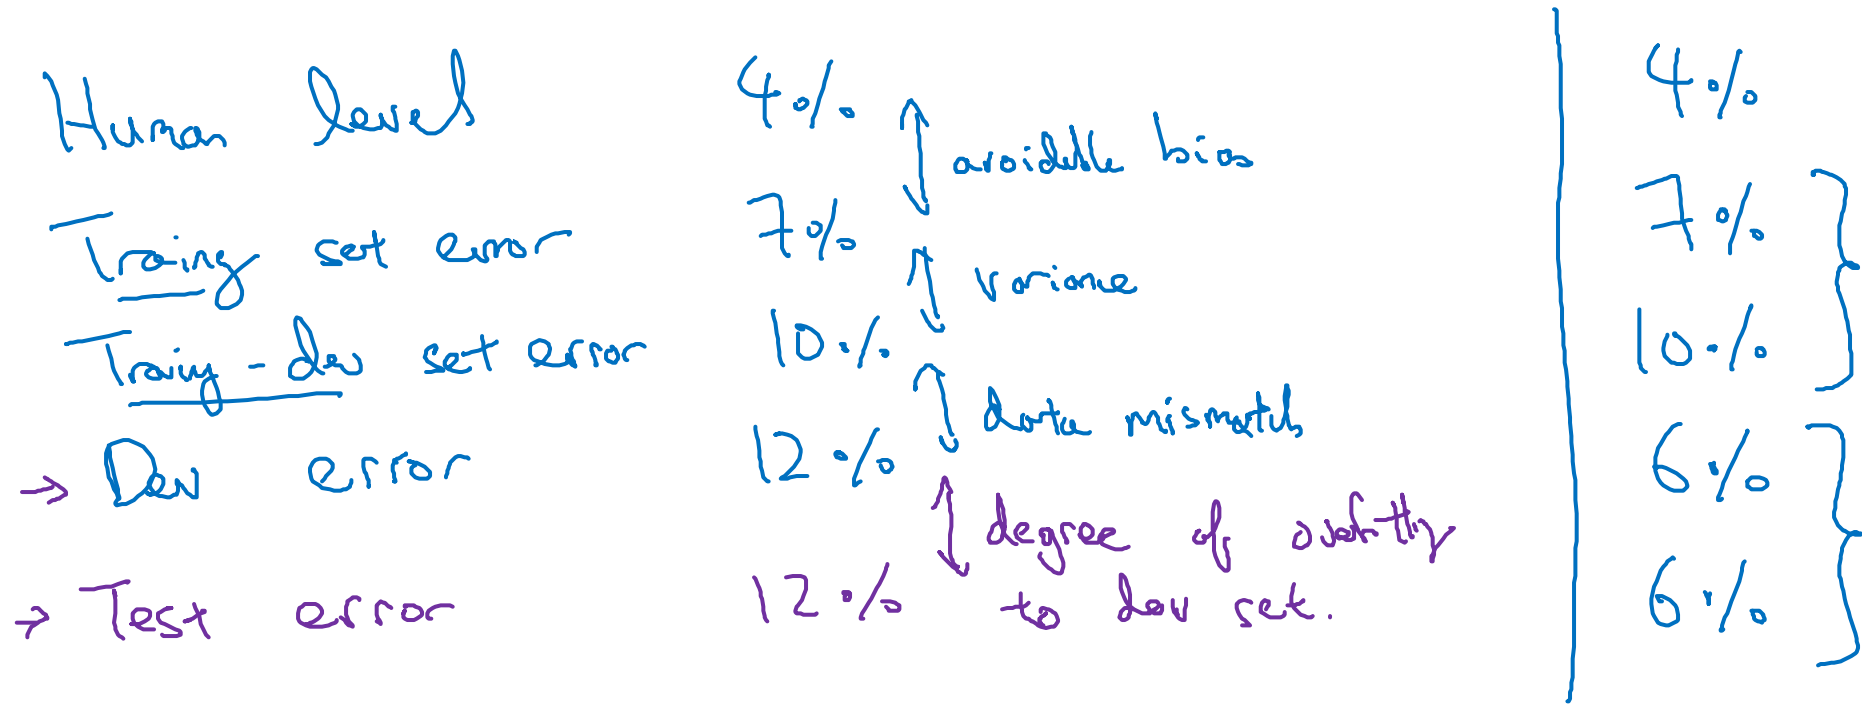 Human level 4% 4%
avoidable bias
Training set error 7% 7%
variance
Training-dev set error 10% 10%
data mismatch
→ Dev error 12% 6%
degree of overfitting
→ Test error 12% to dev set. 6%